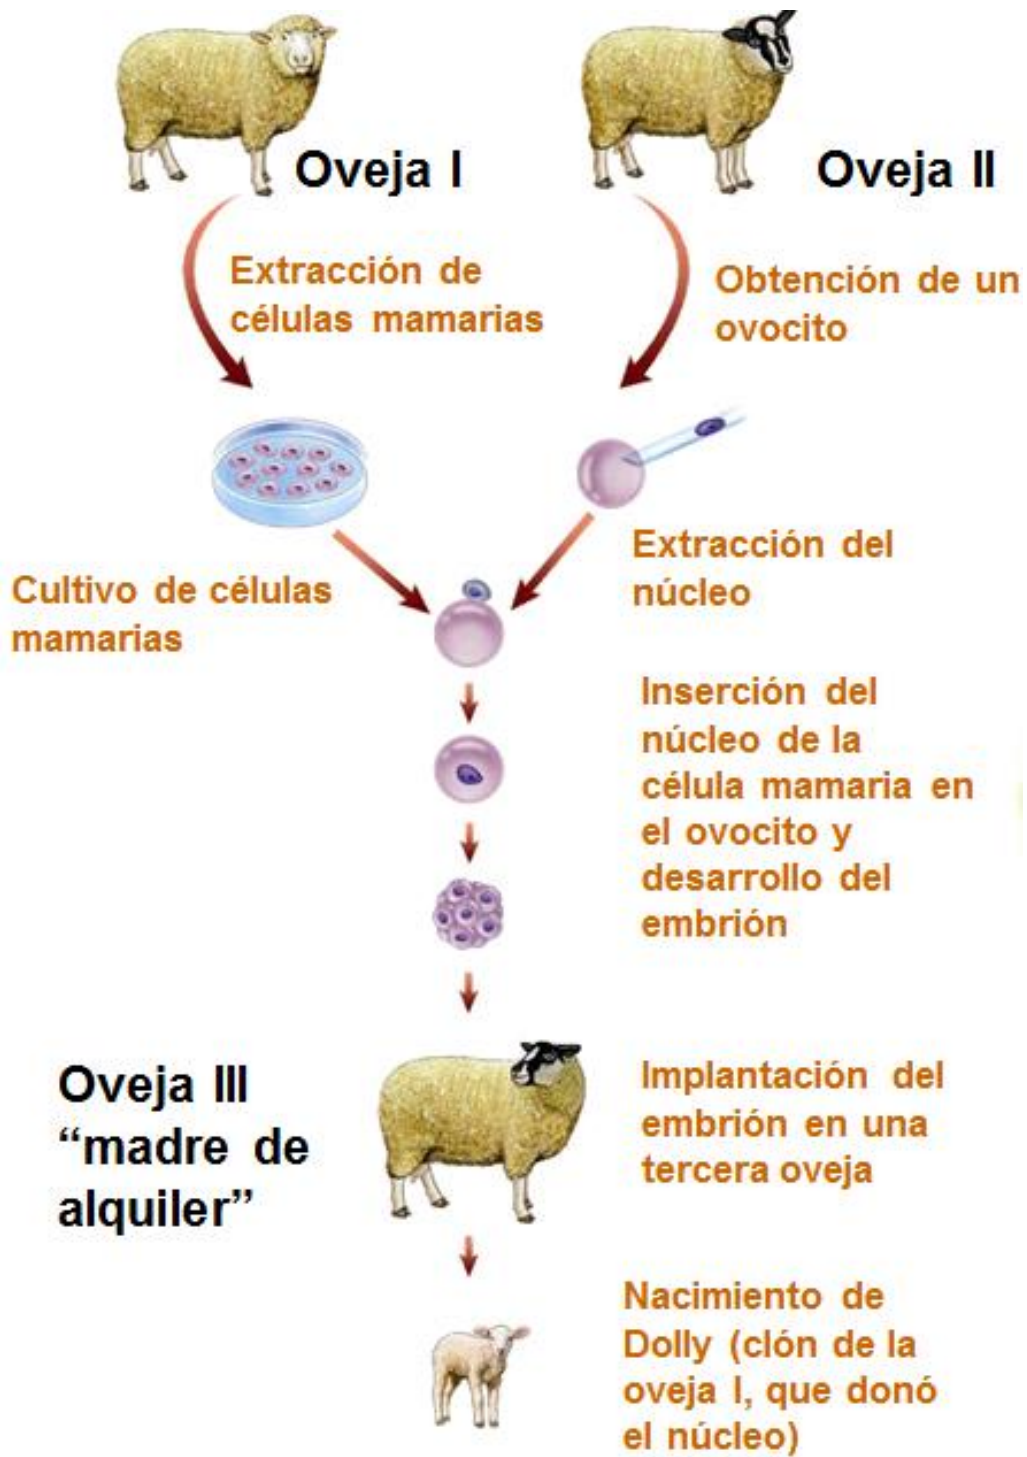 Oveja I
Oveja II
Extracción de
células mamarias
Obtención de un
ovocito
Extracción del
núcleo
Cultivo de células
mamarias
Inserción del
núcleo de la
célula mamaria en
el ovocito y
desarrollo del
embrión
Oveja III
“madre de
alquiler”
Implantación del
embrión en una
tercera oveja
Nacimiento de
Dolly (clón de la
oveja I, que donó
el núcleo)